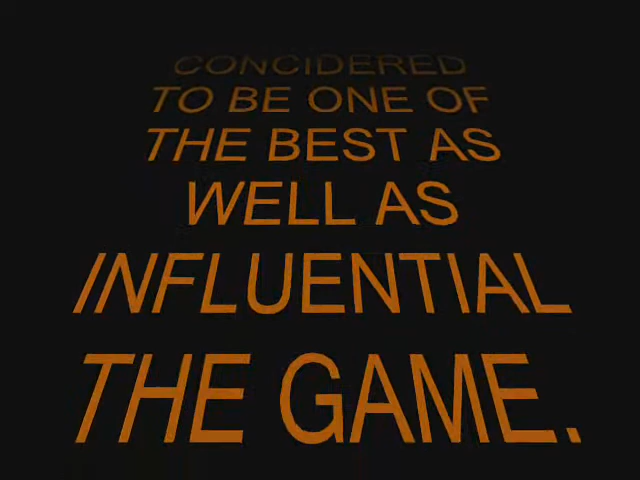 CONCIDERED
TO BE ONE OF
THE BEST AS
WELL AS
INFLUENTIAL
THE GAME.